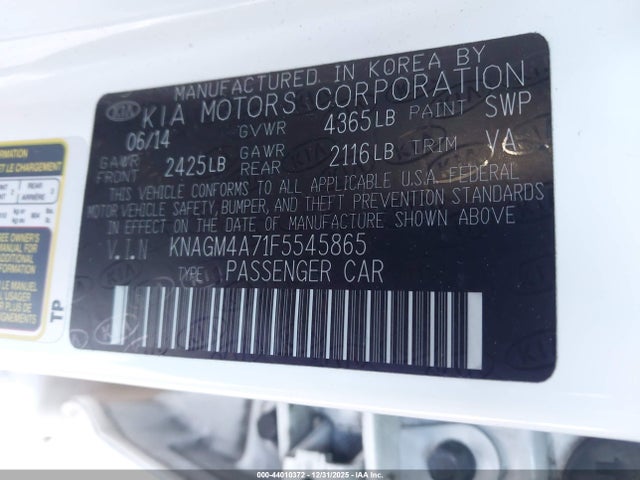 MANUFACTURED IN KOREA BY
KIA KIA MOTORS CORPORATION
06/14 GVWR 4365LB PAINT SWP
GAWR FRONT 2425LB GAWR REAR 2116LB TRIM VA
THIS VEHICLE CONFORMS TO ALL APPLICABLE U.S.A. FEDERAL
MOTOR VEHICLE SAFETY, BUMPER, AND THEFT PREVENTION STANDARDS
IN EFFECT ON THE DATE OF MANUFACTURE SHOWN ABOVE
V.I.N KNAGM4A71F5545865
TYPE: PASSENGER CAR
TP
000-44010372 - 12/31/2025 - IAA Inc.